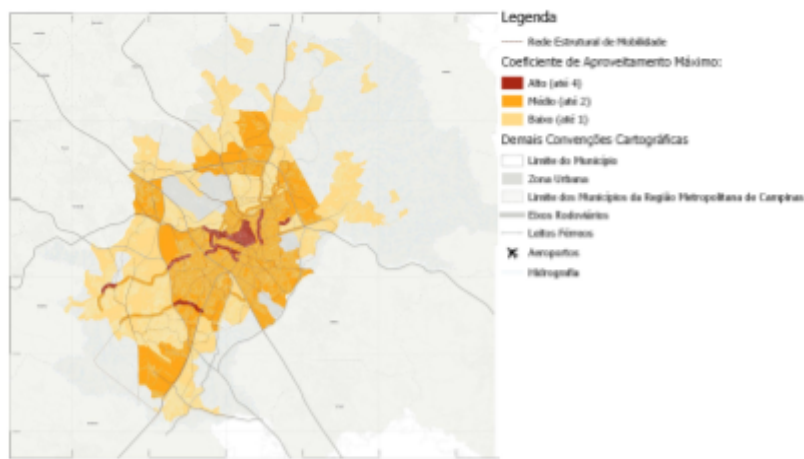 Legenda
Rede Estrutural de Mobilidade
Coeficiente de Aproveitamento Máximo:
Alto (até 4)
Médio (até 2)
Baixo (até 1)
Demais Convenções Cartográficas
Limite do Município
Zona Urbana
Limite dos Municípios da Região Metropolitana de Campinas
Eixos Rodoviários
Leitos Férreos
Aeroportos
Hidrografia